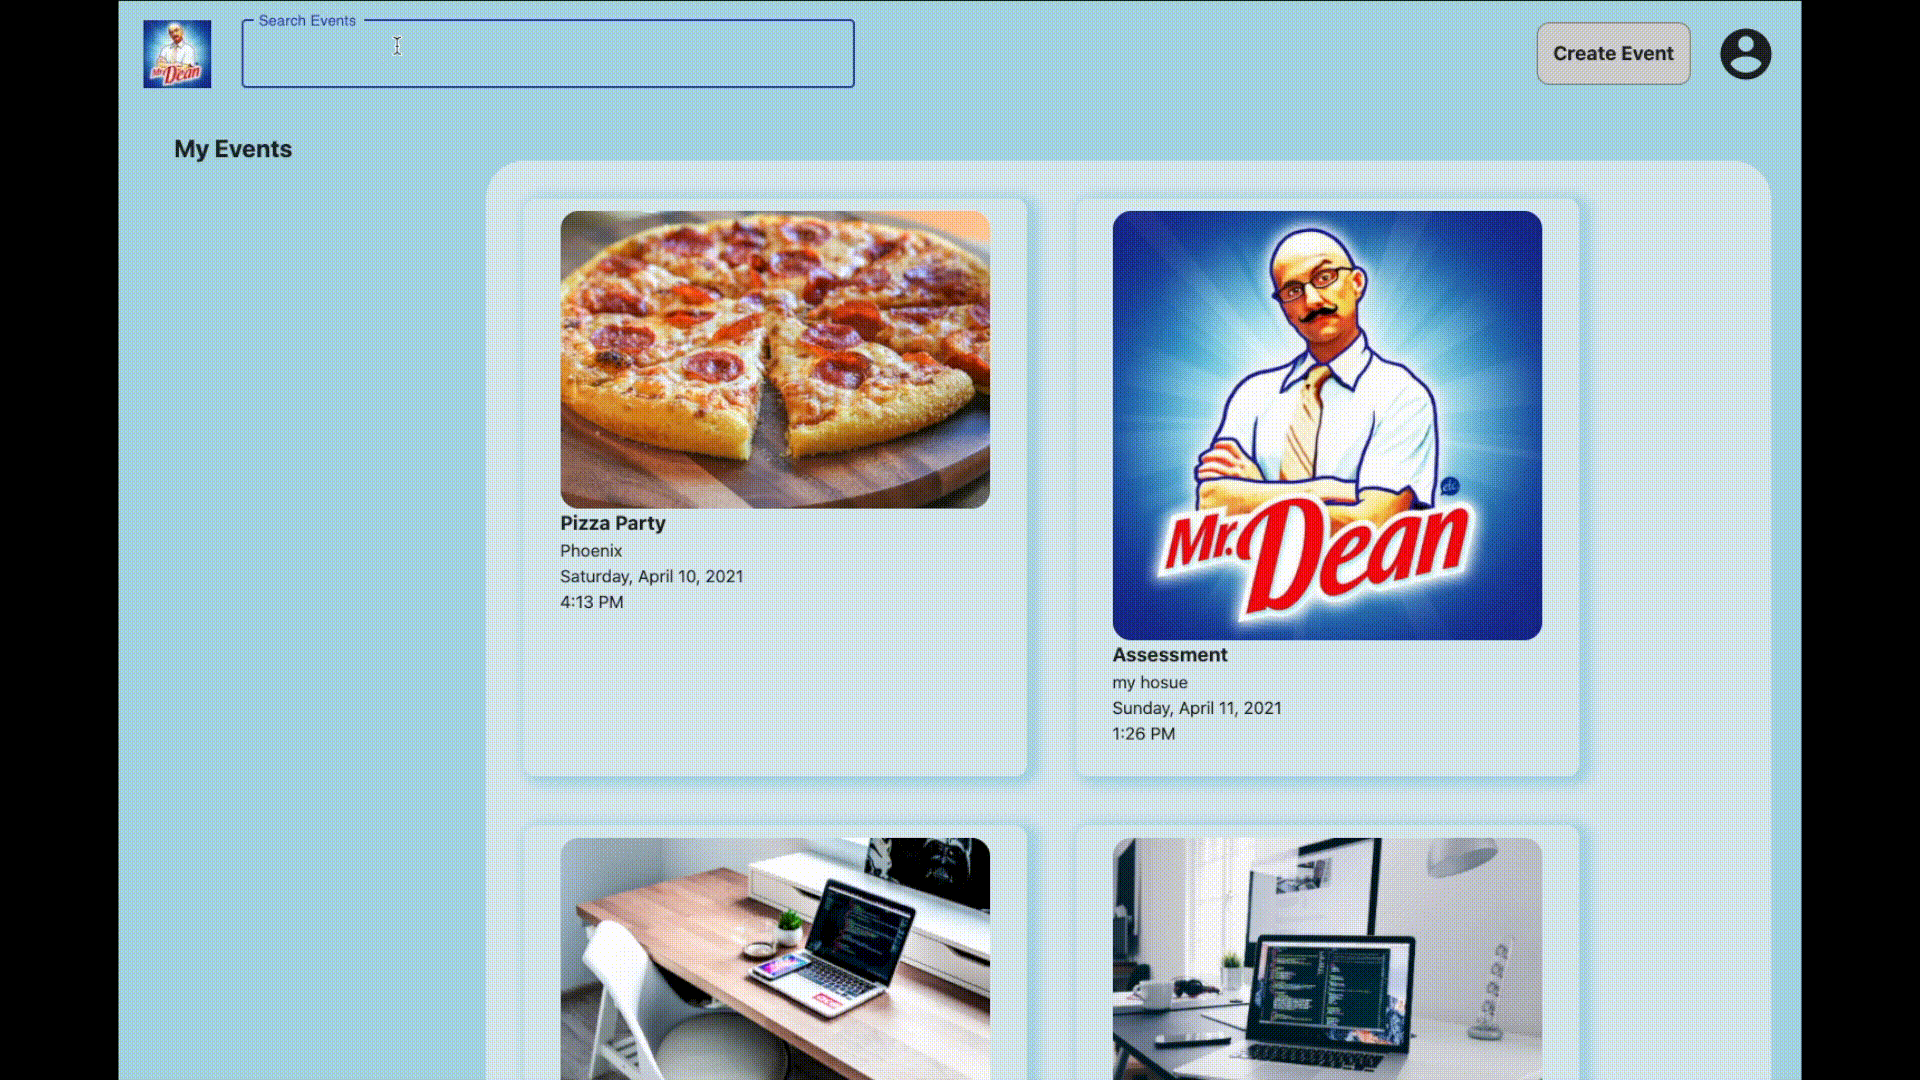 Mr. Dean
Search Events
Create Event
My Events
Pizza Party
Phoenix
Saturday, April 10, 2021
4:13 PM
Mr. Dean
clc
Assessment
my hosue
Sunday, April 11, 2021
1:26 PM